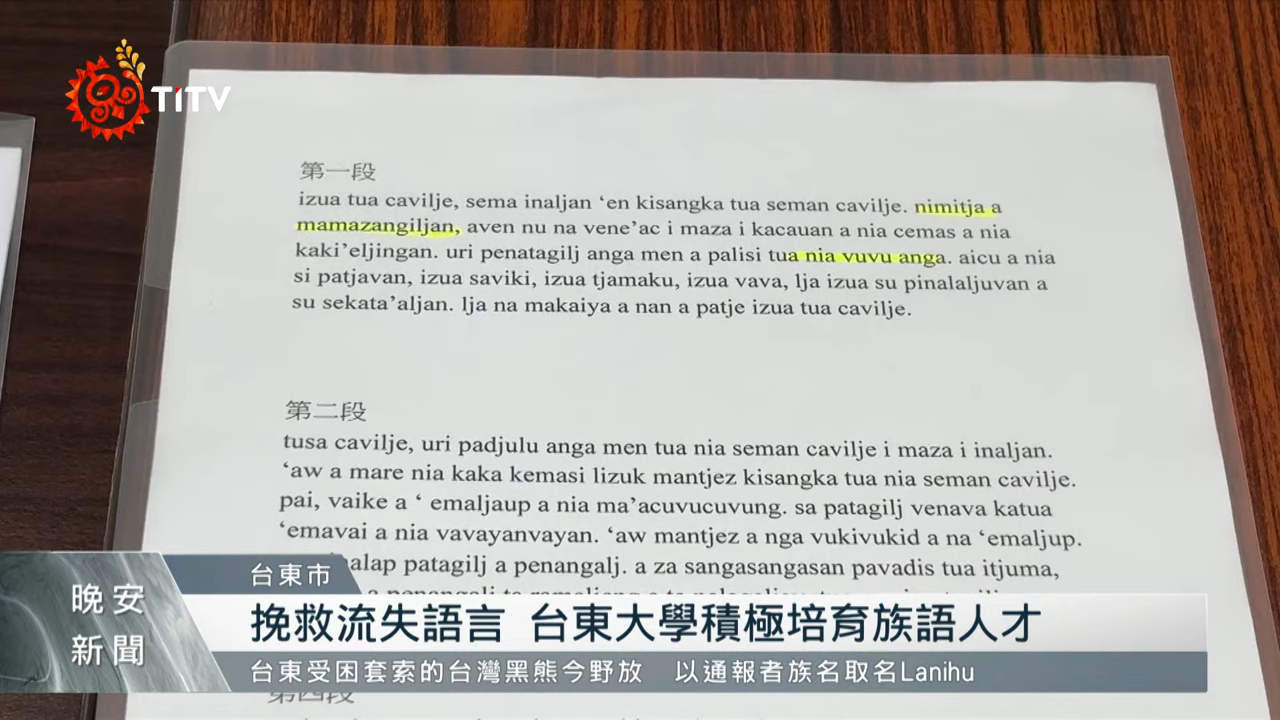 TiTV
第一段
izua tua cavilje, sema inaljan ‘en kisangka tua seman cavilje. nimitja a
mamazangiljan, aven nu na vene’ac i maza i kacauan a nia cemas a nia
kaki’eljingan. uri penatagilj anga men a palisi tua nia vuvu anga. aicu a nia
si patjavan, izua saviki, izua tjamaku, izua vava, lja izua su pinalaljuvan a
su sekata’aljan. lja na makaiya a nan a patje izua tua cavilje.
第二段
tusa cavilje, uri padjulu anga men tua nia seman cavilje i maza i inaljan.
‘aw a mare nia kaka kemasi lizuk mantjez kisangka tua nia seman cavilje.
pai, vaike a ‘ emaljaup a nia ma’acuvucuvung. sa patagilj venava katua
‘emavai a nia vavayanvayan. ‘aw mantjez a nga vukivukid a na ‘emaljup.
patagilj a penangalj. a za sangasangasan pavadis tua itjuma,
台東市
晚安
新聞
挽救流失語言 台東大學積極培育族語人才
台東受困套索的台灣黑熊今野放 以通報者族名取名Lanihu
第四段